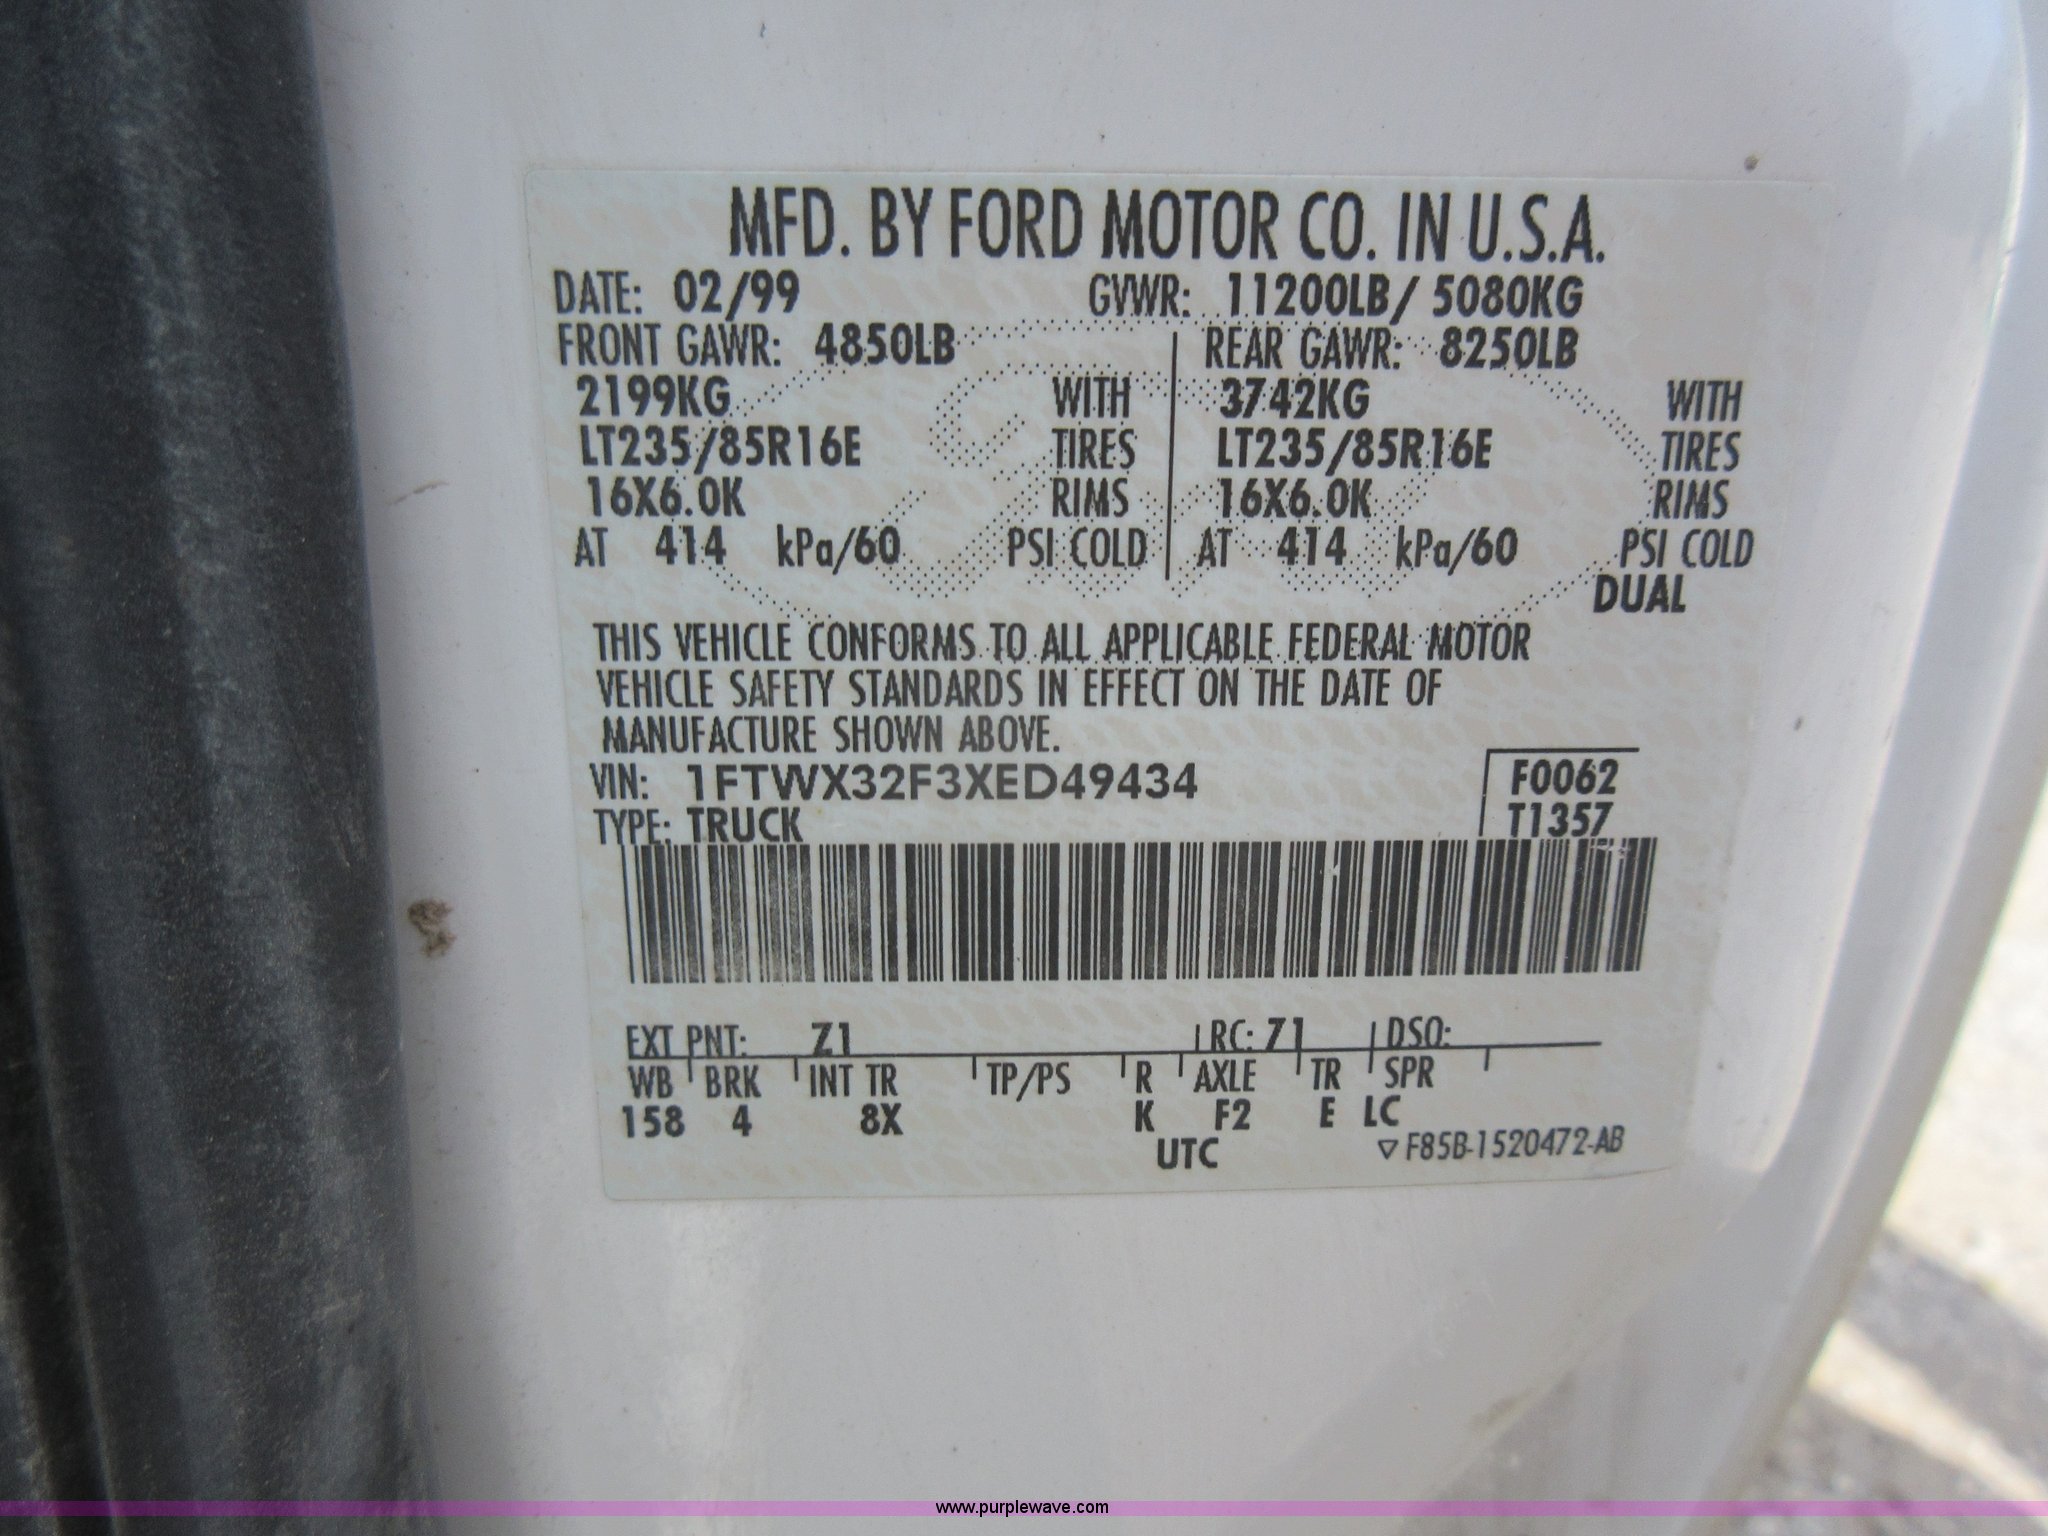 MFD. BY FORD MOTOR CO. IN U.S.A.
DATE: 02/99 GVWR: 11200LB/ 5080KG
FRONT GAWR: 4850LB REAR GAWR: 8250LB
2199KG WITH 3742KG WITH
LT235/85R16E TIRES LT235/85R16E TIRES
16X6.0K RIMS 16X6.0K RIMS
AT 414 kPa/60 PSI COLD AT 414 kPa/60 PSI COLD
DUAL
THIS VEHICLE CONFORMS TO ALL APPLICABLE FEDERAL MOTOR
VEHICLE SAFETY STANDARDS IN EFFECT ON THE DATE OF
MANUFACTURE SHOWN ABOVE.
VIN: 1FTWX32F3XED49434 F0062
TYPE: TRUCK T1357
EXT PNT: Z1 RC: 71 DSO:
WB BRK INT TR TP/PS R AXLE TR SPR
158 4 8X K F2 E LC
UTC ▽ F85B-1520472-AB
www.purplewave.com